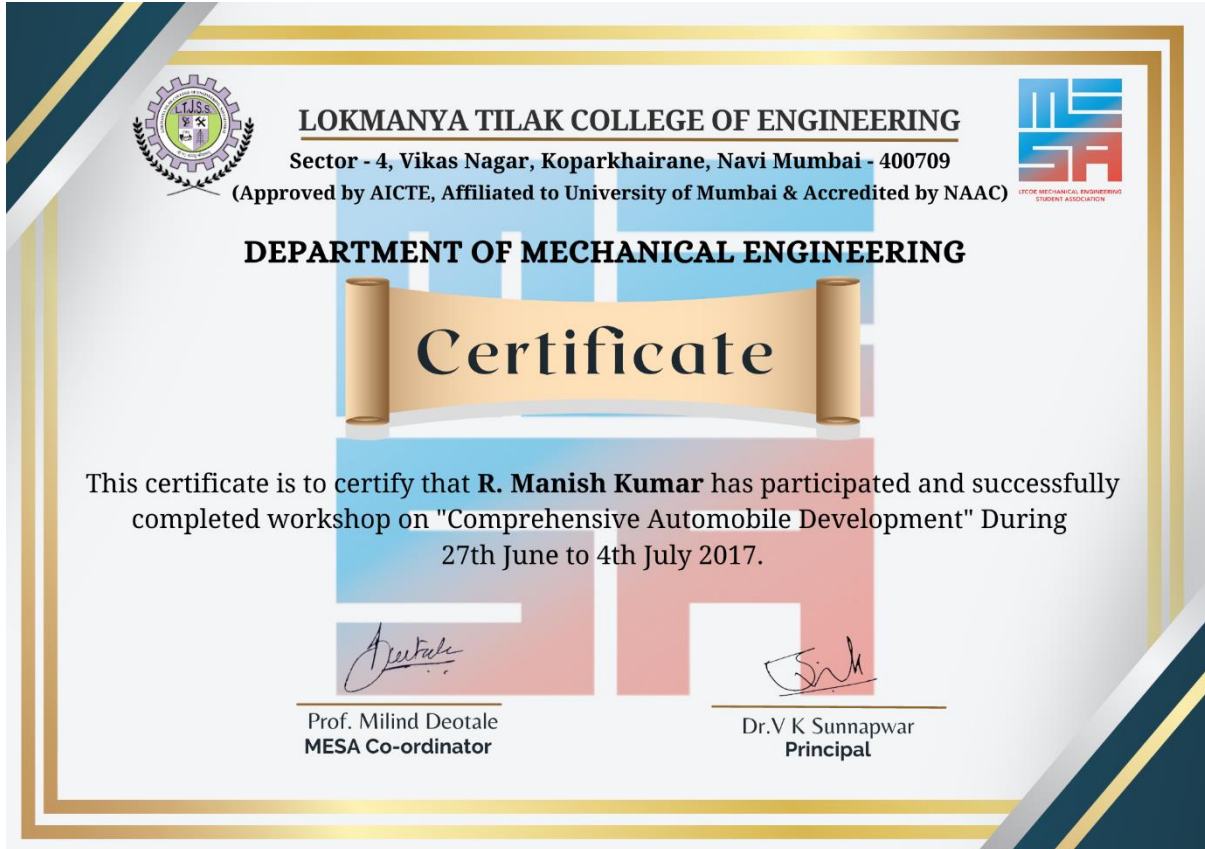 L.T.J.S.S.
LOKMANYA TILAK COLLEGE OF ENGINEERING
Sector - 4, Vikas Nagar, Koparkhairane, Navi Mumbai - 400709
(Approved by AICTE, Affiliated to University of Mumbai & Accredited by NAAC)
MESA
LTCOE MECHANICAL ENGINEERING
STUDENT ASSOCIATION
DEPARTMENT OF MECHANICAL ENGINEERING
Certificate
This certificate is to certify that R. Manish Kumar has participated and successfully
completed workshop on "Comprehensive Automobile Development" During
27th June to 4th July 2017.
Prof. Milind Deotale
MESA Co-ordinator
Dr.V K Sunnapwar
Principal